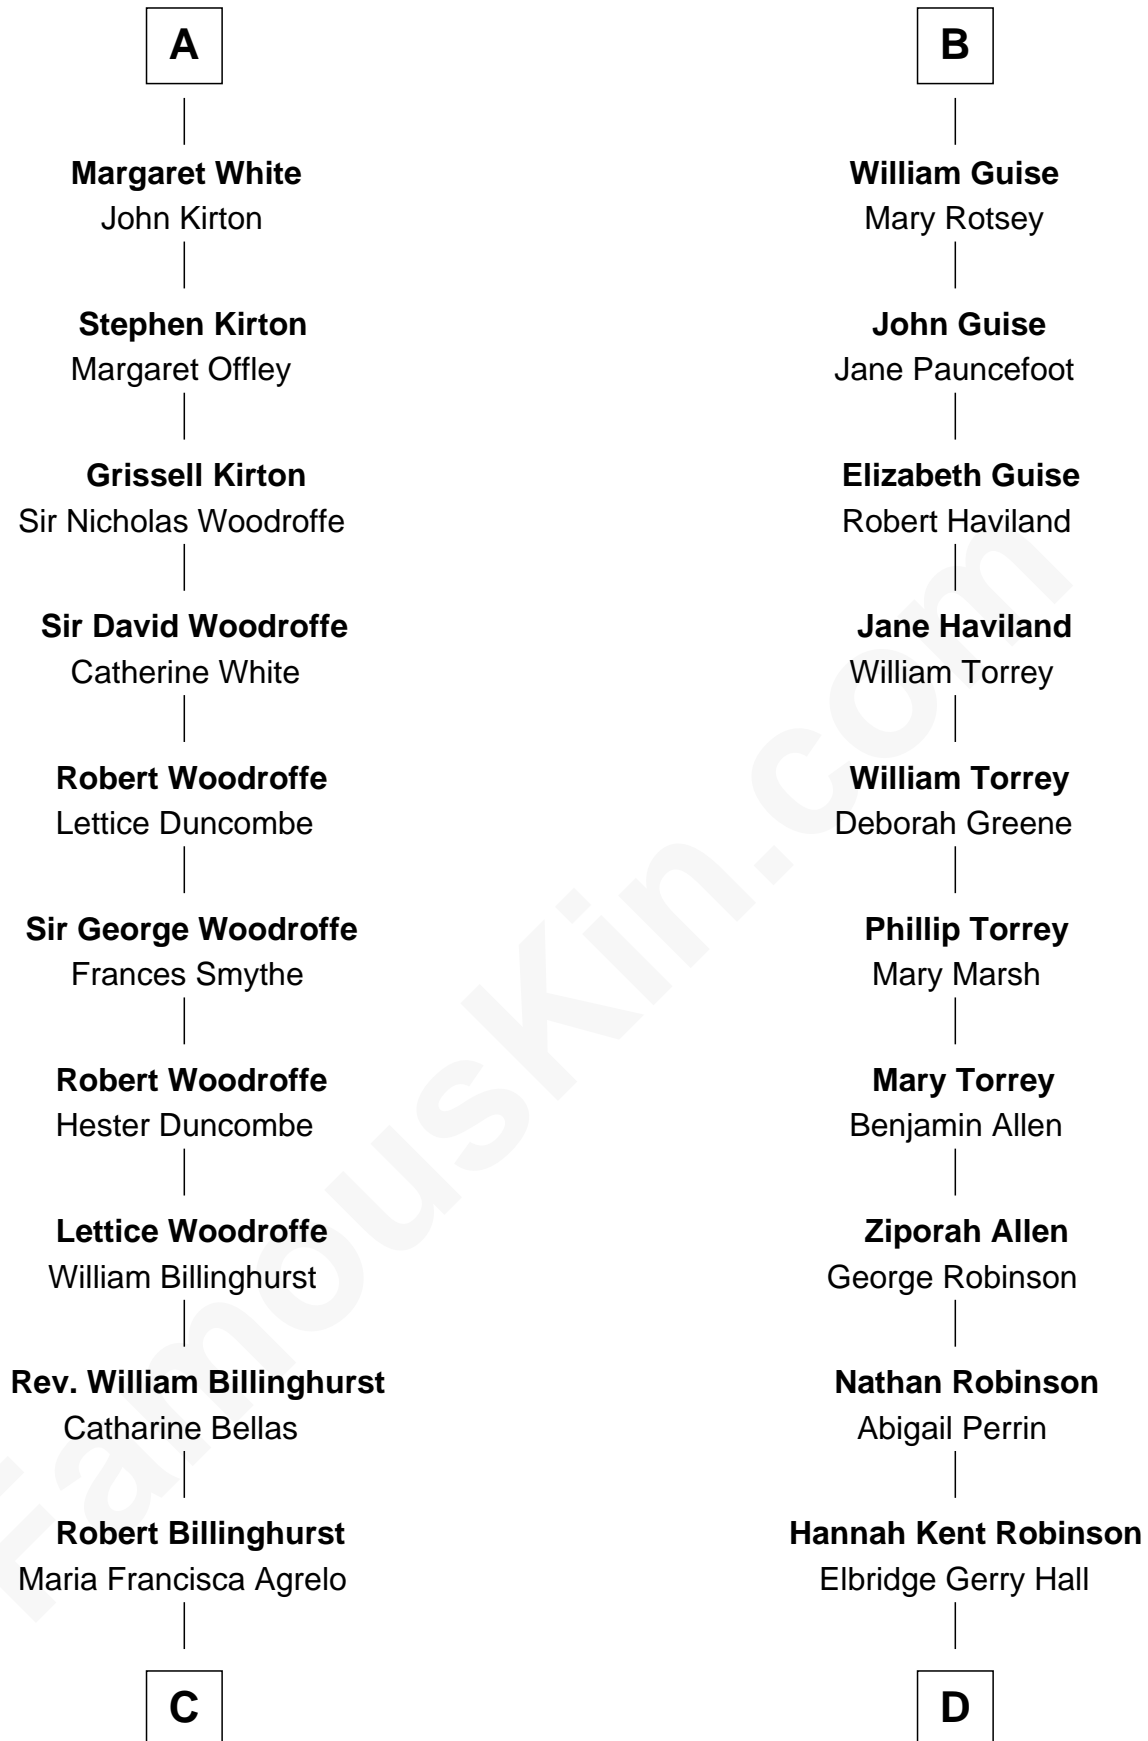 A
Margaret White
John Kirton
Stephen Kirton
Margaret Offley
Grissell Kirton
Sir Nicholas Woodroffe
Sir David Woodroffe
Catherine White
Robert Woodroffe
Lettice Duncombe
Sir George Woodroffe
Frances Smythe
Robert Woodroffe
Hester Duncombe
Lettice Woodroffe
William Billinghurst
Rev. William Billinghurst
Catharine Bellas
Robert Billinghurst
Maria Francisca Agrelo
C
B
William Guise
Mary Rotsey
John Guise
Jane Pauncefoot
Elizabeth Guise
Robert Haviland
Jane Haviland
William Torrey
William Torrey
Deborah Greene
Phillip Torrey
Mary Marsh
Mary Torrey
Benjamin Allen
Ziporah Allen
George Robinson
Nathan Robinson
Abigail Perrin
Hannah Kent Robinson
Elbridge Gerry Hall
D
FamousKin.com